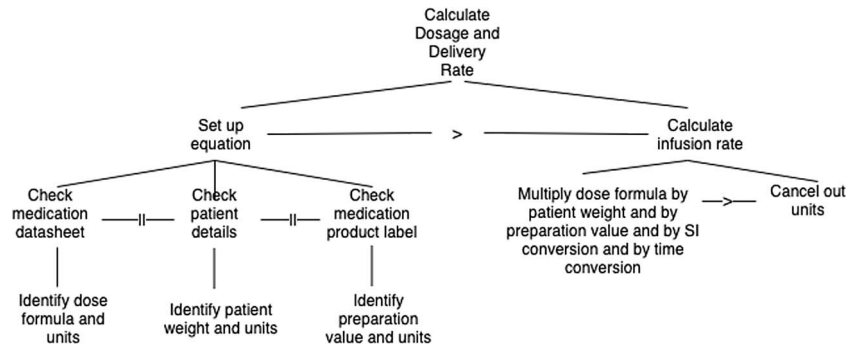 Calculate
Dosage and
Delivery
Rate
Set up
equation
>
Calculate
infusion rate
Check
medication
datasheet
||
Check
patient
details
||
Check
medication
product label
Multiply dose formula by
patient weight and by
preparation value and by SI
conversion and by time
conversion
>
Cancel out
units
Identify dose
formula and
units
Identify patient
weight and units
Identify
preparation
value and units